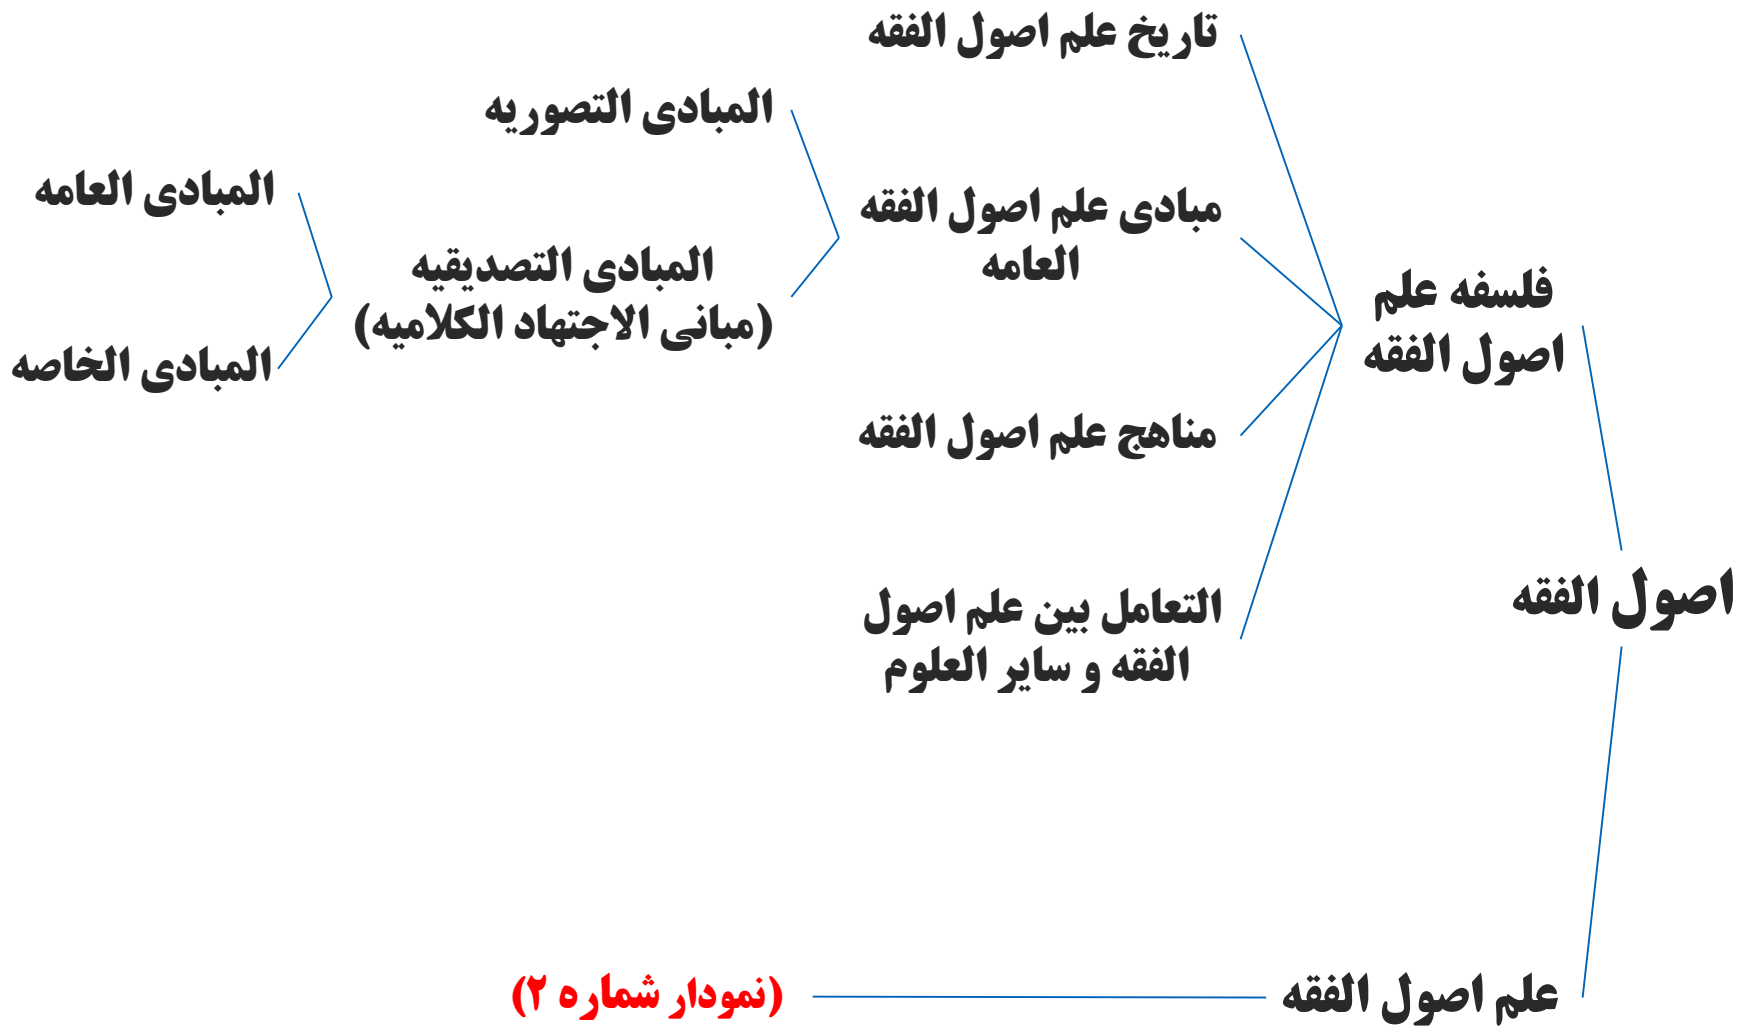 تاریخ علم اصول الفقه
المبادی التصوریه
مبادی علم اصول الفقه
العامه
المبادی العامه
المبادی التصدیقیه
(مبانی الاجتهاد الکلامیه)
المبادی الخاصه
فلسفه علم
اصول الفقه
مناهج علم اصول الفقه
التعامل بین علم اصول
الفقه و سایر العلوم
اصول الفقه
علم اصول الفقه
(نمودار شماره ۲)